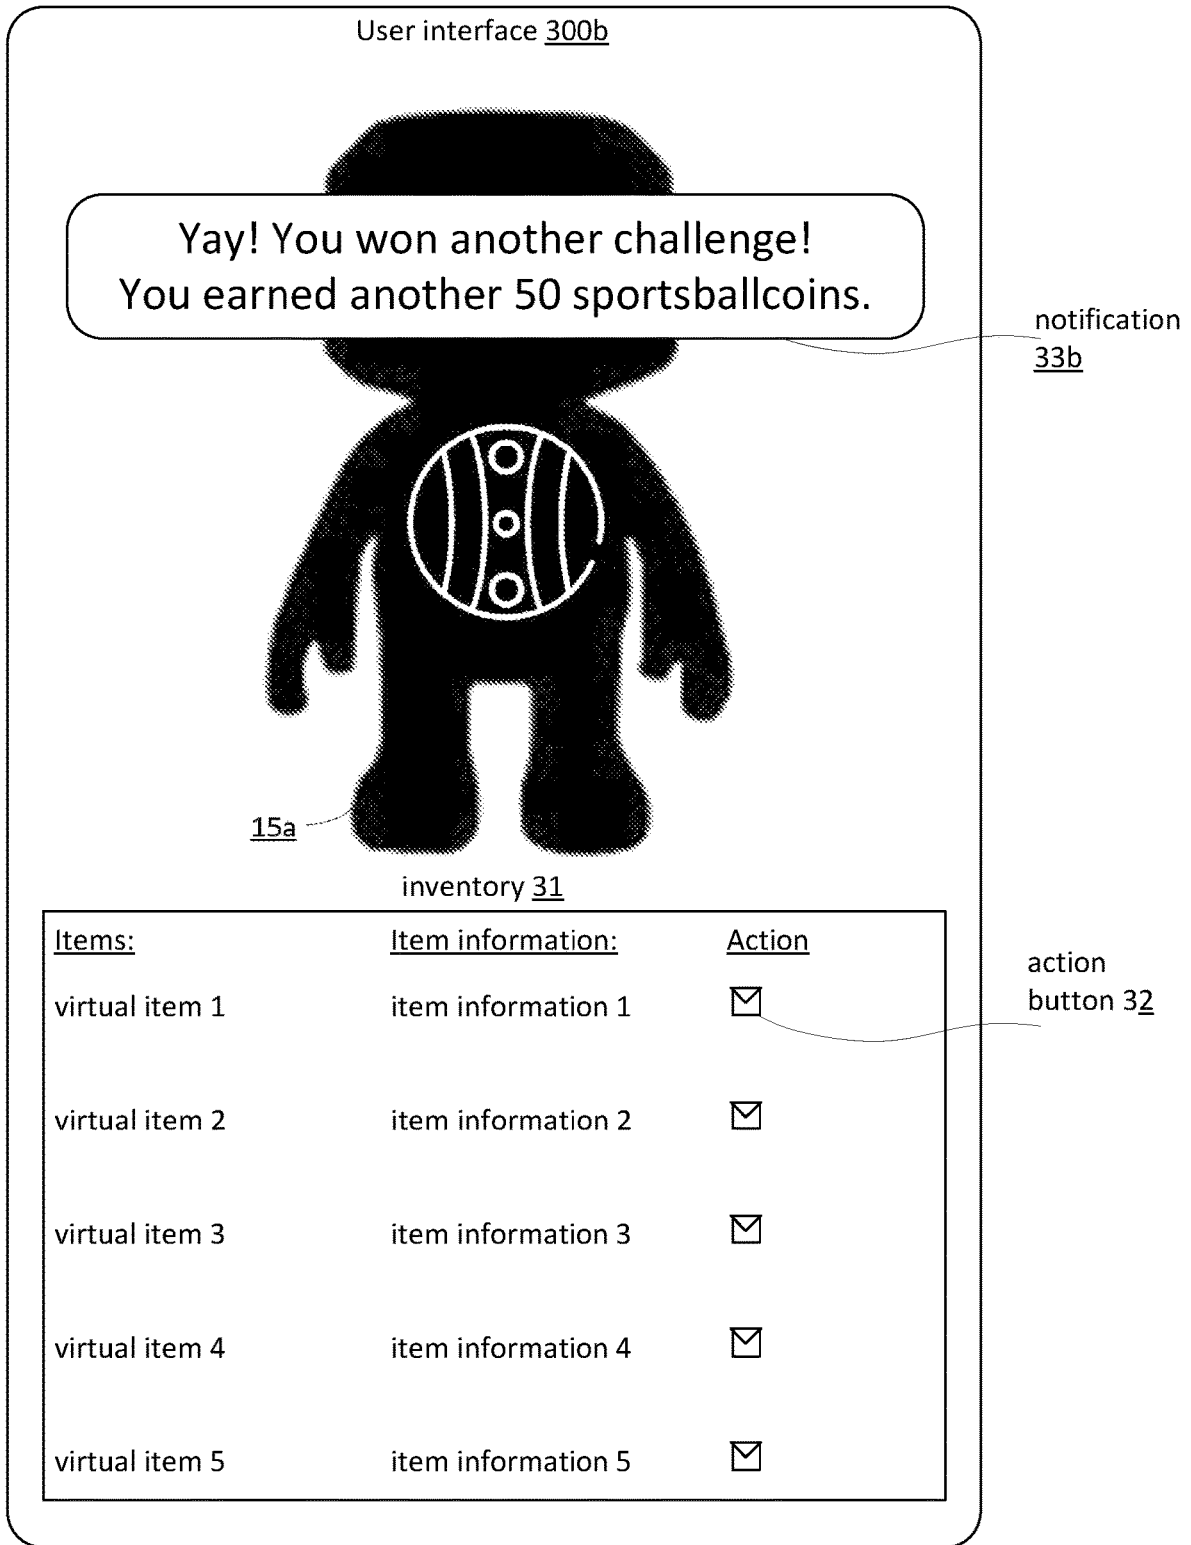 User interface 300b
Yay! You won another challenge!
You earned another 50 sportsballcoins.
notification
33b
15a
inventory 31
Items: Item information: Action
action
button 32
virtual item 1 item information 1
virtual item 2 item information 2
virtual item 3 item information 3
virtual item 4 item information 4
virtual item 5 item information 5